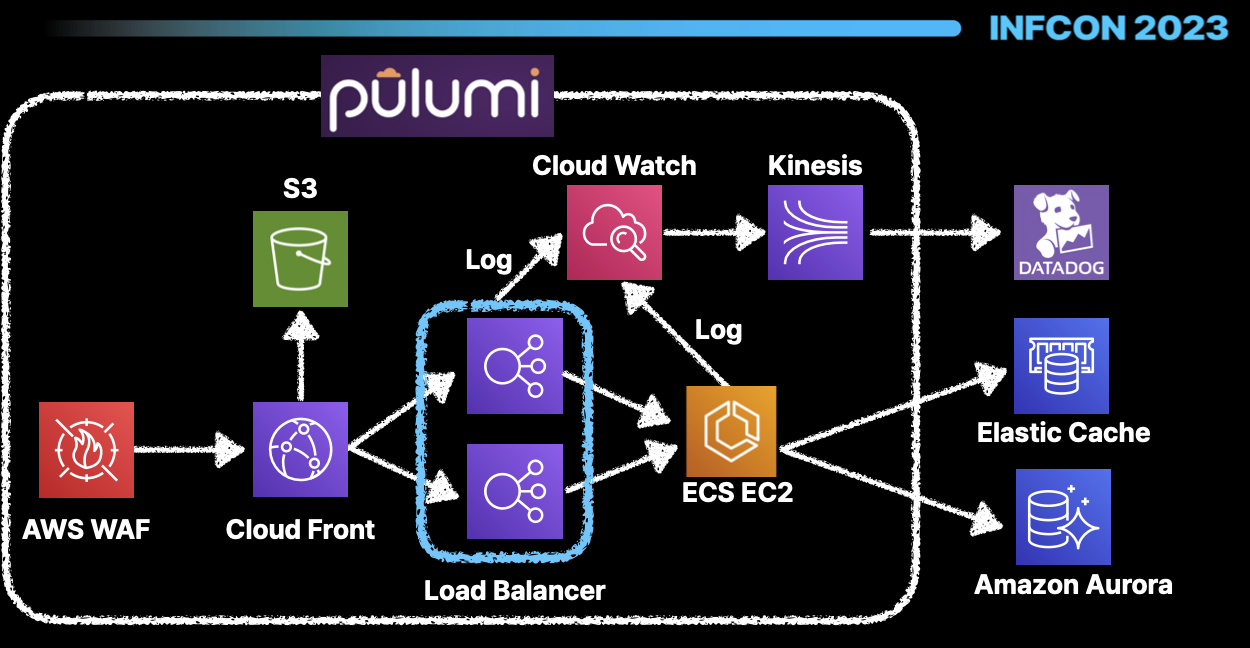 INFCON 2023
pulumi
S3
Cloud Watch
Kinesis
Log
DATADOG
Log
Elastic Cache
AWS WAF
Cloud Front
ECS EC2
Load Balancer
Amazon Aurora